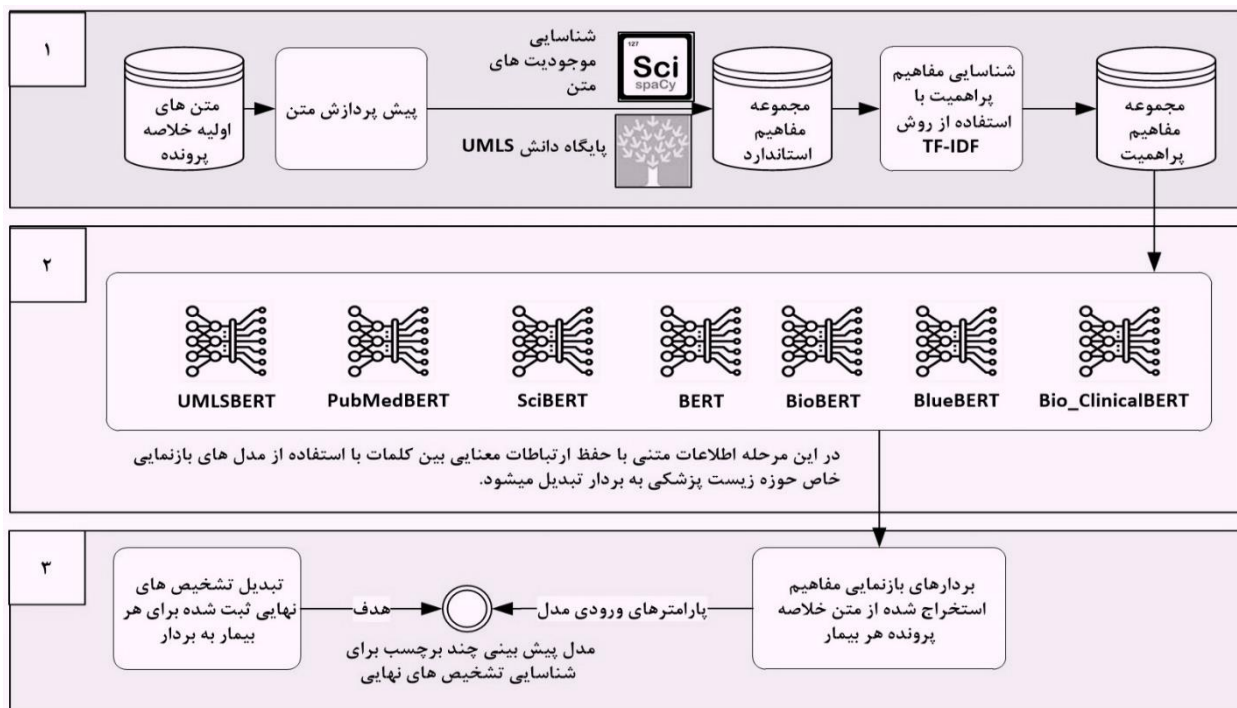 ۱
متن های
اولیه خلاصه
پرونده
پیش پردازش متن
شناسایی
موجودیت های
متن
127
Sci
spaCy
پایگاه دانش UMLS
مجموعه
مفاهیم
استاندارد
شناسایی مفاهیم
پراهمیت با
استفاده از روش
TF-IDF
مجموعه
مفاهیم
پراهمیت
۲
UMLSBERT
PubMedBERT
SciBERT
BERT
BioBERT
BlueBERT
Bio_ClinicalBERT
در این مرحله اطلاعات متنی با حفظ ارتباطات معنایی بین کلمات با استفاده از مدل های بازنمایی
خاص حوزه زیست پزشکی به بردار تبدیل میشود.
۳
تبدیل تشخیص های
نهایی ثبت شده برای هر
بیمار به بردار
هدف
مدل پیش بینی چند برچسب برای
شناسایی تشخیص های نهایی
پارامترهای ورودی مدل
بردارهای بازنمایی مفاهیم
استخراج شده از متن خلاصه
پرونده هر بیمار